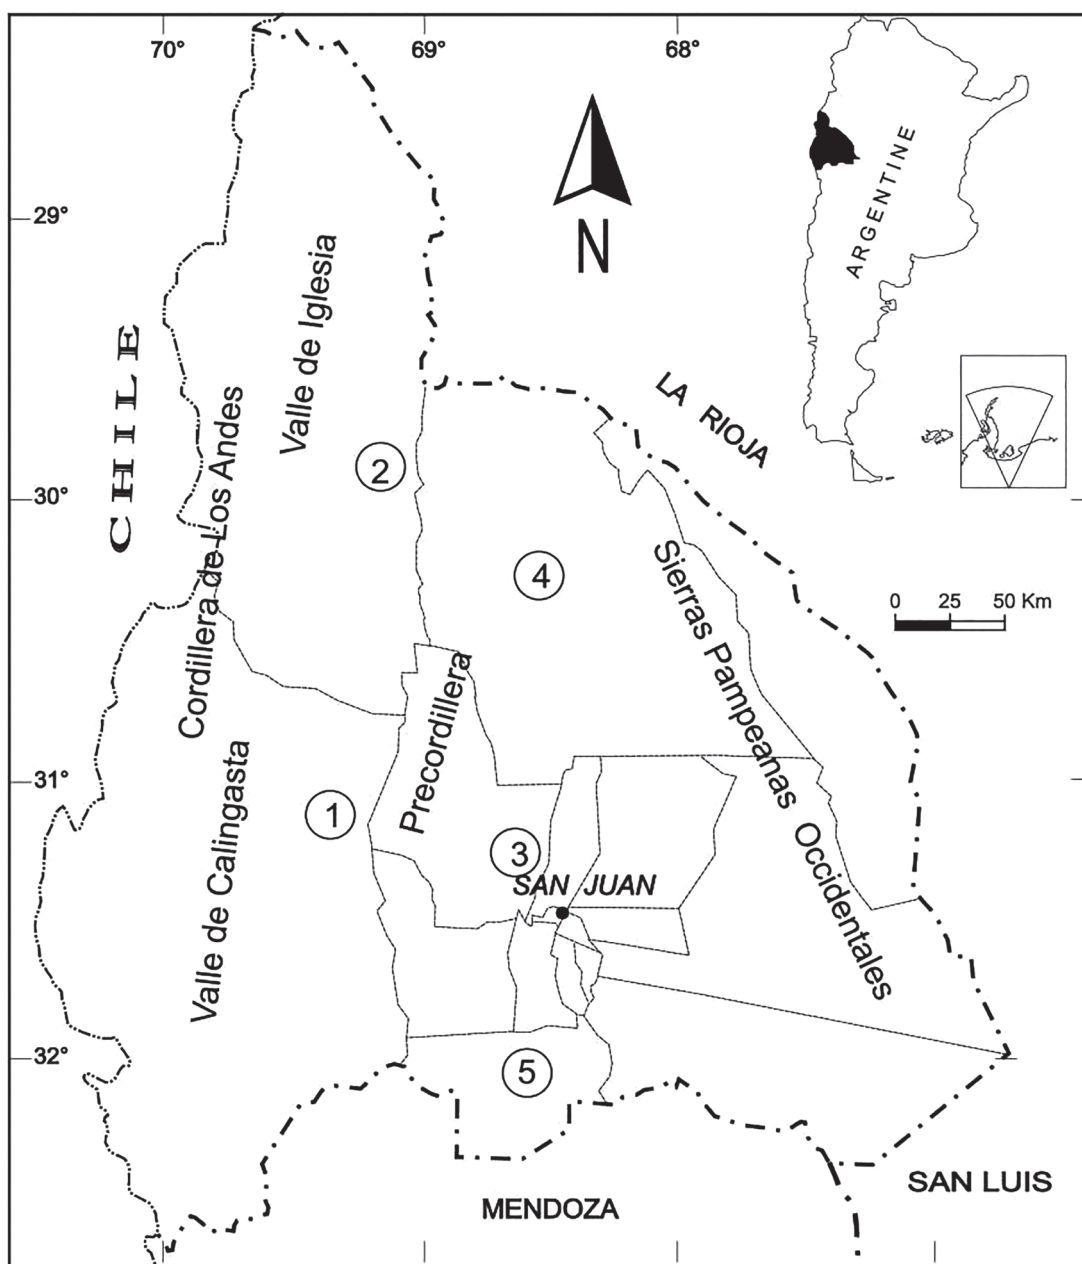 70°
69°
68°
29°
30°
31°
32°
N
ARGENTINE
CHILE
Valle de Iglesia
Cordillera de Los Andes
LA RIOJA
2
4
0 25 50 Km
Sierras Pampeanas Occidentales
Precordillera
1
3
SAN JUAN
Valle de Calingasta
5
MENDOZA
SAN LUIS